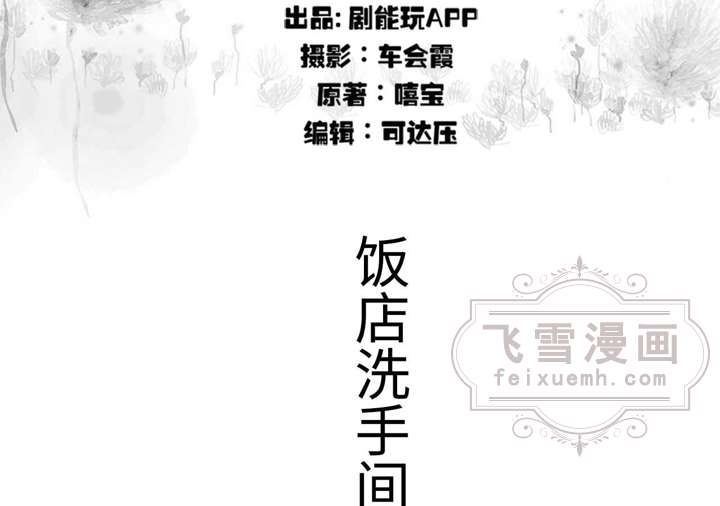 出品: 剧能玩APP
摄影：车会霞
原著：嘻宝
编辑：可达压
饭店洗手间
飞雪漫画
feixuemh.com